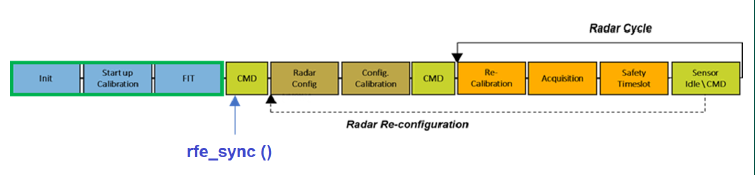 Radar Cycle
Init
Start up
Calibration
FIT
CMD
Radar
Config
Config.
Calibration
CMD
Re-
Calibration
Acquisition
Safety
Timeslot
Sensor
Idle\CMD
Radar Re-configuration
rfe_sync ()